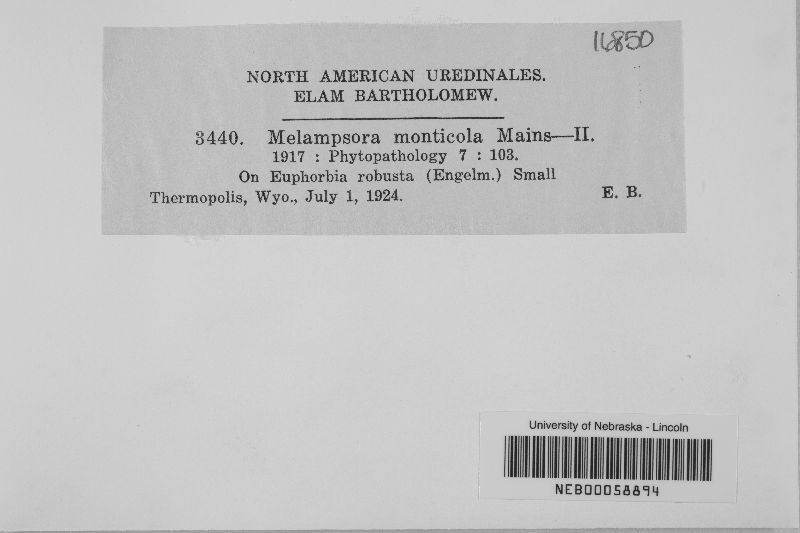 16850
NORTH AMERICAN UREDINALES.
ELAM BARTHOLOMEW.
3440. Melampsora monticola Mains—II.
1917 : Phytopathology 7 : 103.
On Euphorbia robusta (Engelm.) Small
Thermopolis, Wyo., July 1, 1924. E. B.
University of Nebraska - Lincoln
NEB00058894